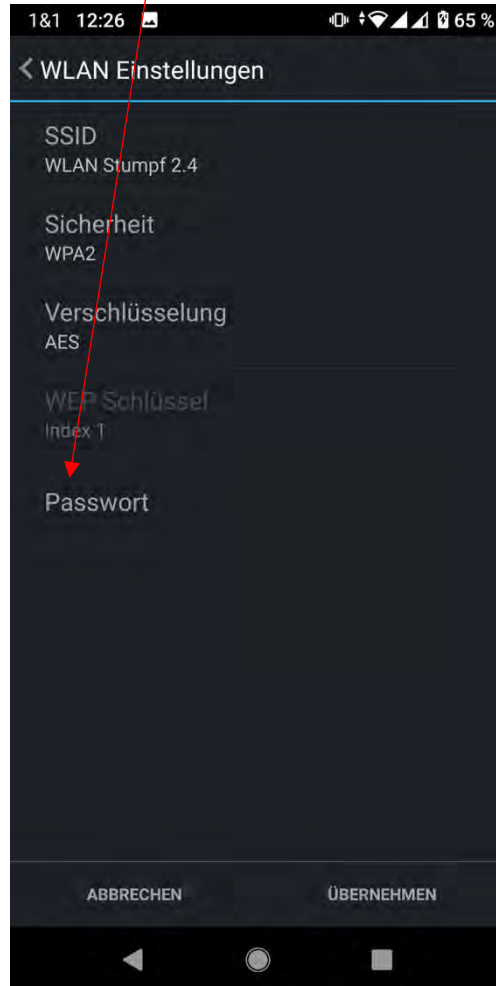 1&1 12:26 65 %
WLAN Einstellungen
SSID
WLAN Stumpf 2.4
Sicherheit
WPA2
Verschlüsselung
AES
WEP Schlüssel
Index 1
Passwort
ABBRECHEN ÜBERNEHMEN